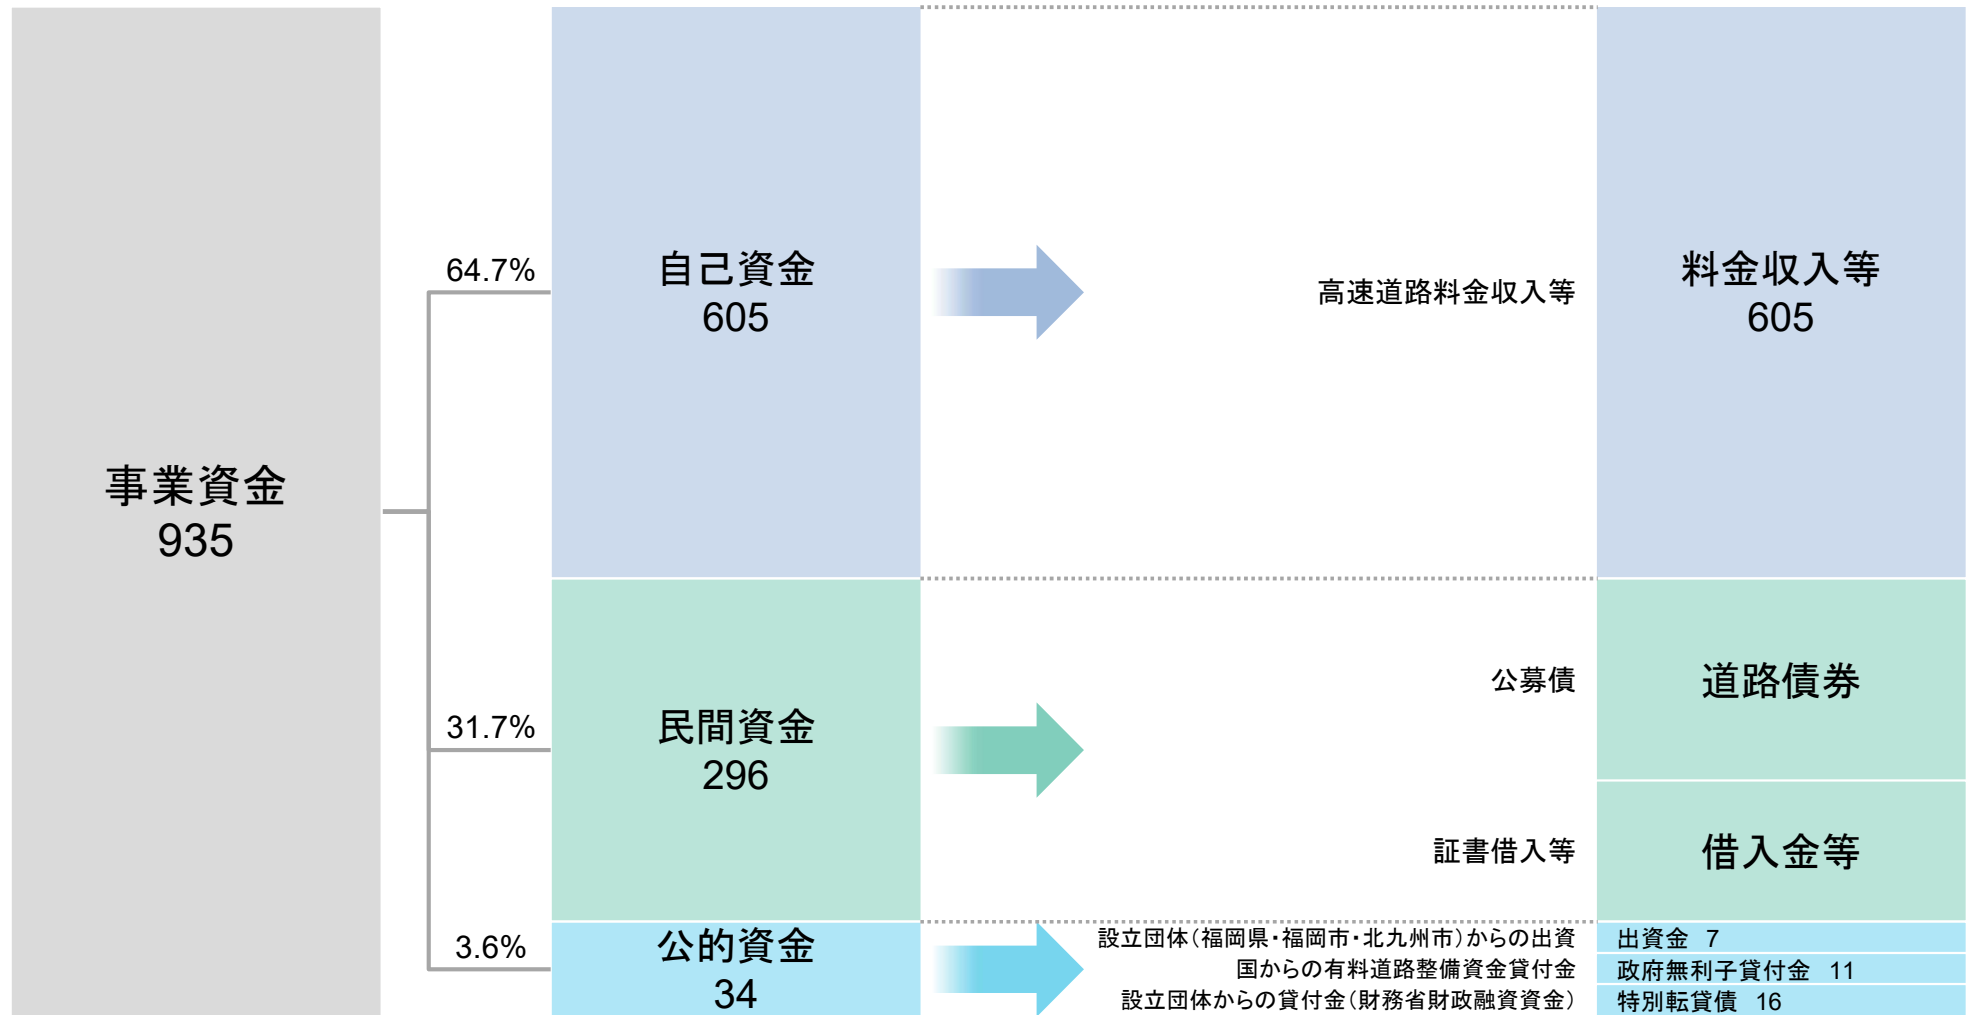 事業資金
935
64.7%
自己資金
605
高速道路料金収入等
料金収入等
605
31.7%
民間資金
296
公募債
道路債券
証書借入等
借入金等
3.6%
公的資金
34
設立団体（福岡県・福岡市・北九州市）からの出資
出資金 7
国からの有料道路整備資金貸付金
政府無利子貸付金 11
設立団体からの貸付金（財務省財政融資資金）
特別転貸債 16